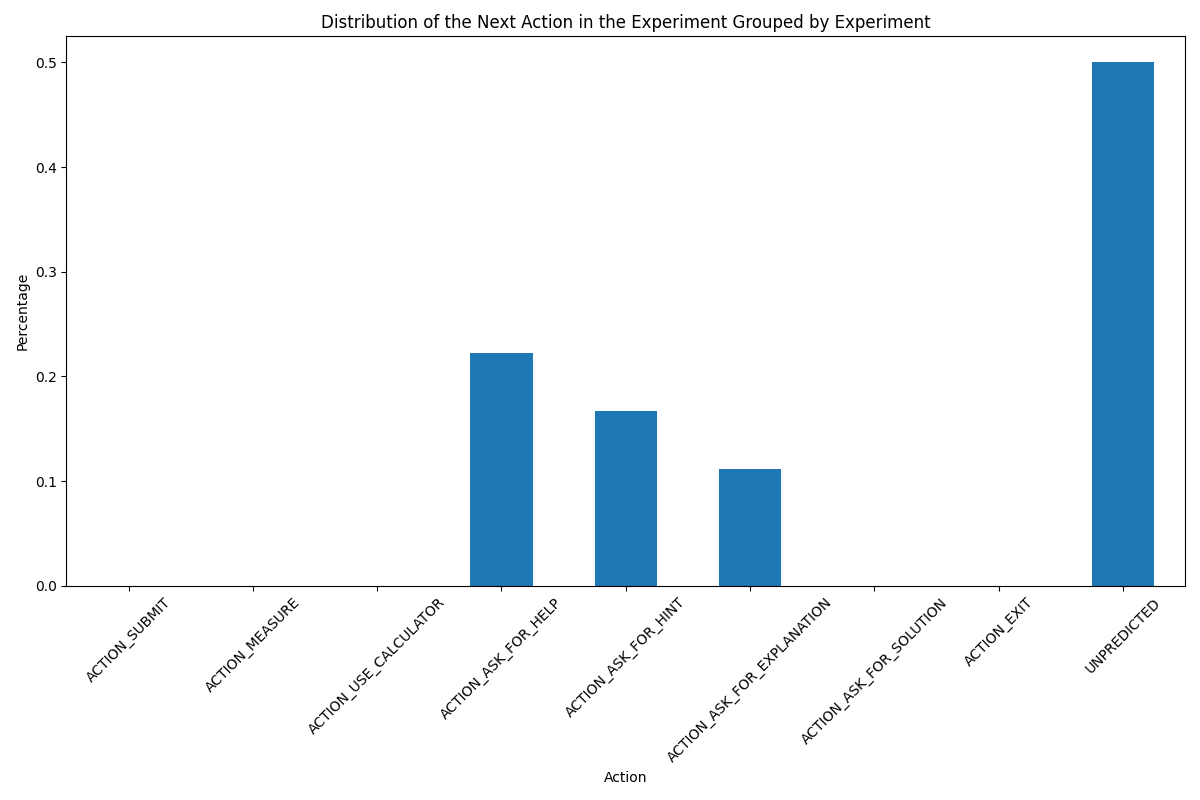 Distribution of the Next Action in the Experiment Grouped by Experiment
Percentage
0.5
0.4
0.3
0.2
0.1
0.0
ACTION_SUBMIT
ACTION_MEASURE
ACTION_USE_CALCULATOR
ACTION_ASK_FOR_HELP
ACTION_ASK_FOR_HINT
ACTION_ASK_FOR_EXPLANATION
ACTION_ASK_FOR_SOLUTION
ACTION_EXIT
UNPREDICTED
Action